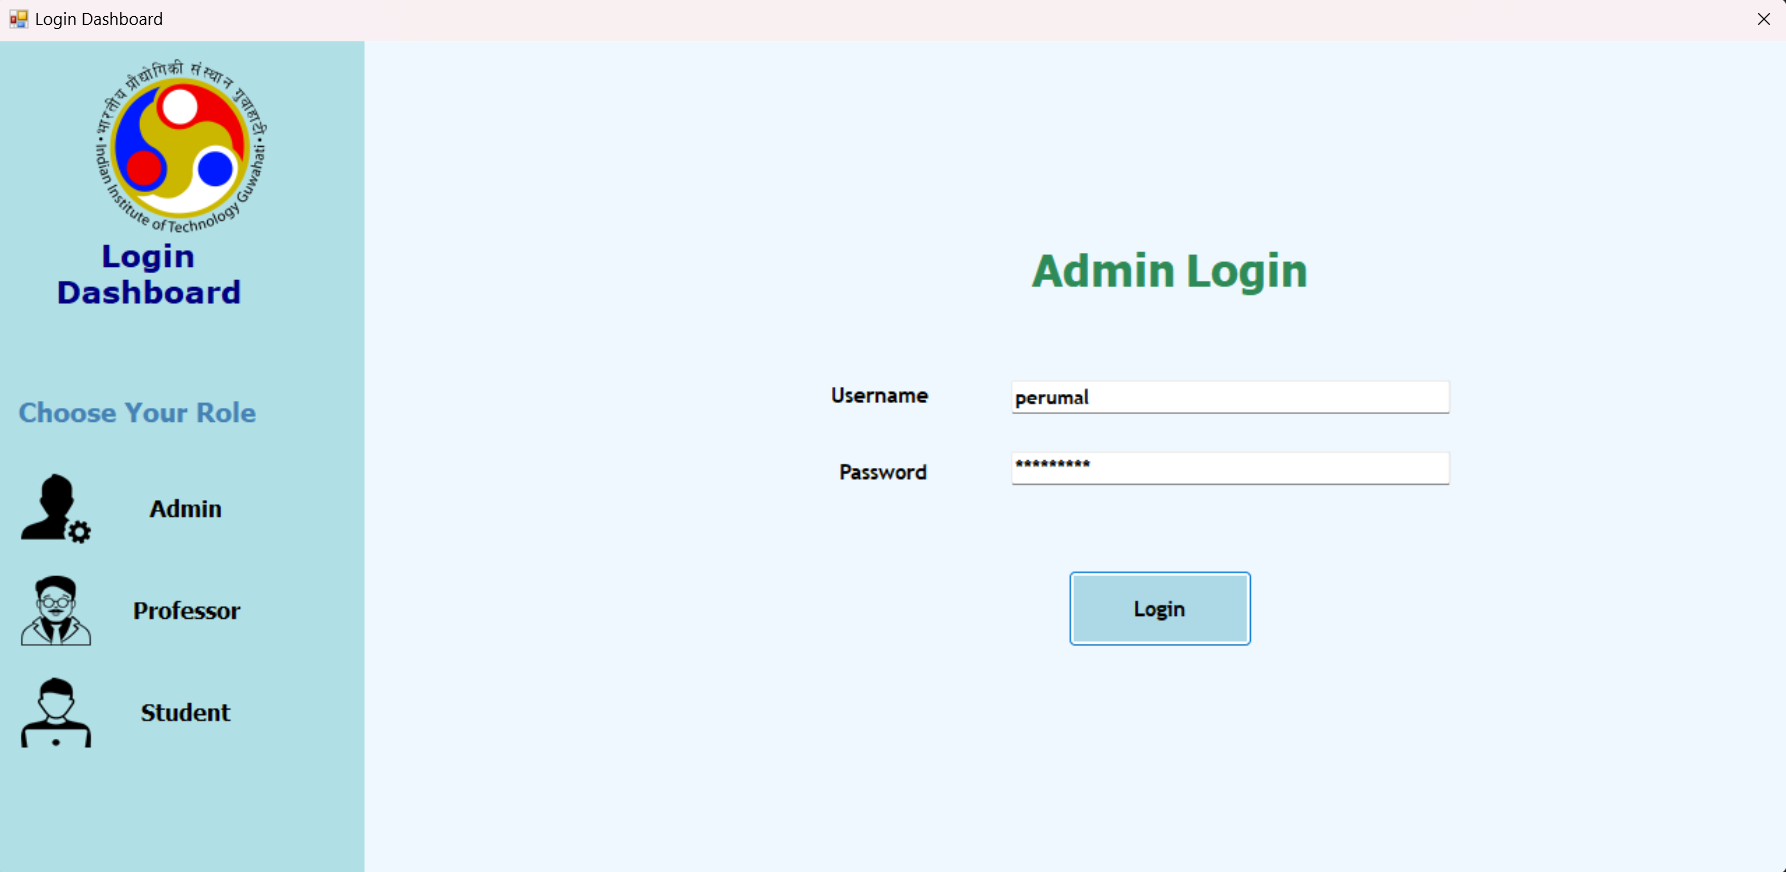 Login Dashboard
भारतीय प्रौद्योगिकी संस्थान गुवाहाटी
Indian Institute of Technology Guwahati
Login
Dashboard
Choose Your Role
Admin
Professor
Student
Admin Login
Username
perumal
Password
*********
Login